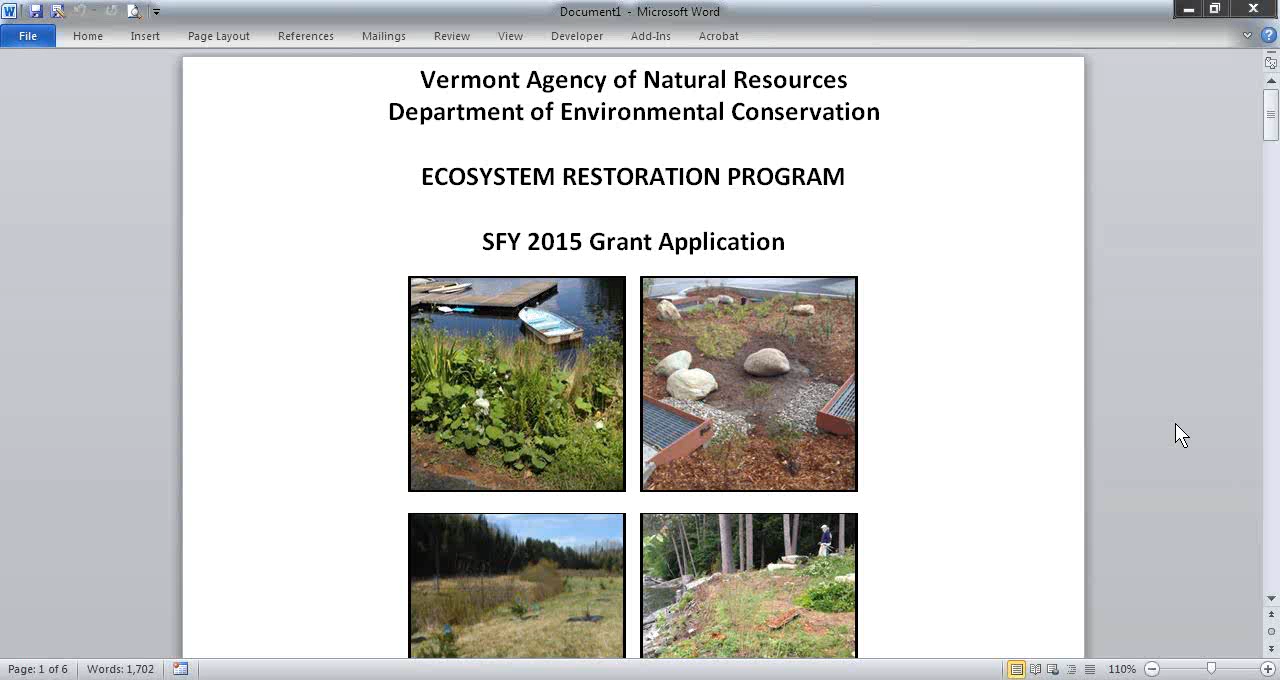 Document1 - Microsoft Word
File Home Insert Page Layout References Mailings Review View Developer Add-Ins Acrobat
Vermont Agency of Natural Resources
Department of Environmental Conservation
ECOSYSTEM RESTORATION PROGRAM
SFY 2015 Grant Application
Page: 1 of 6 Words: 1,702 110%